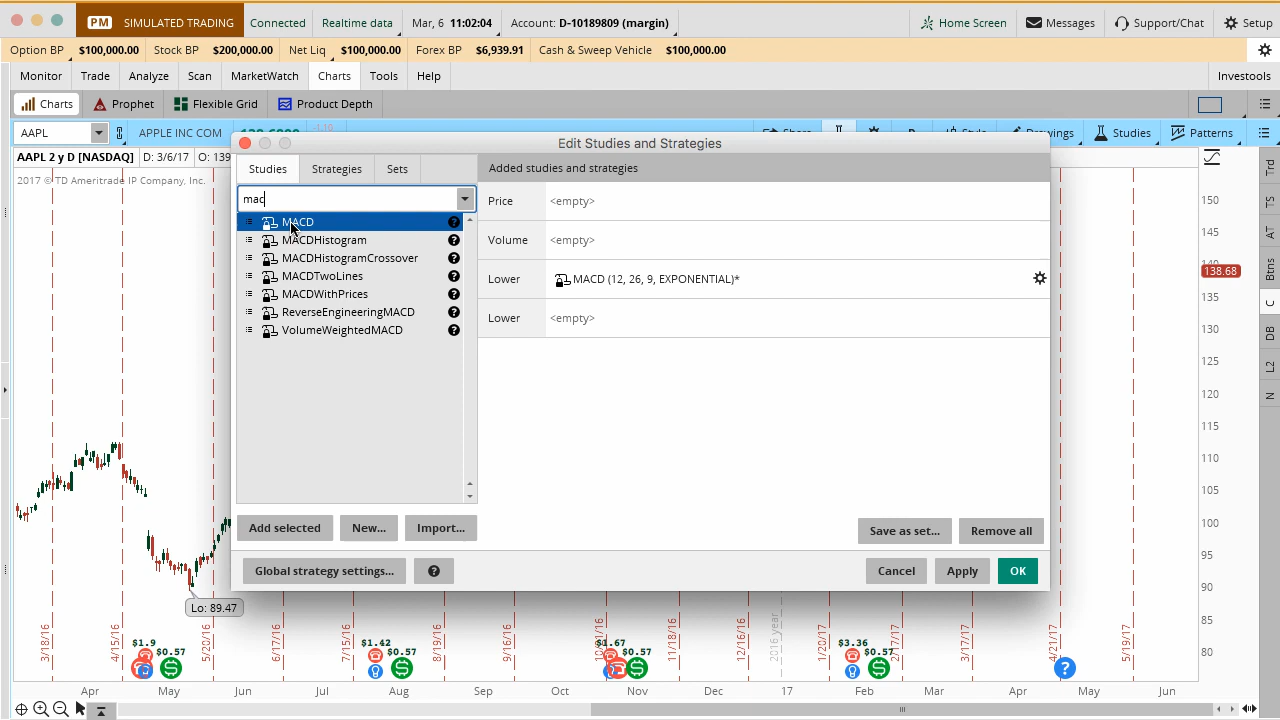 PM SIMULATED TRADING Connected Realtime data Mar, 6 11:02:04 Account: D-10189809 (margin) Home Screen Messages Support/Chat Setup
Option BP $100,000.00 Stock BP $200,000.00 Net Liq $100,000.00 Forex BP $6,939.91 Cash & Sweep Vehicle $100,000.00
Monitor Trade Analyze Scan MarketWatch Charts Tools Help Investools
Charts Prophet Flexible Grid Product Depth
AAPL APPLE INC COM Share Style Drawings Studies Patterns
AAPL 2 y D [NASDAQ] D: 3/6/17 O: 139
2017 © TD Ameritrade IP Company, Inc.
Edit Studies and Strategies
Studies Strategies Sets Added studies and strategies
mac
MACD
MACDHistogram
MACDHistogramCrossover
MACDTwoLines
MACDWithPrices
ReverseEngineeringMACD
VolumeWeightedMACD
Price <empty>
Volume <empty>
Lower MACD (12, 26, 9, EXPONENTIAL)*
Lower <empty>
Add selected New... Import... Save as set... Remove all
Global strategy settings... ? Cancel Apply OK
150
145
138.68
135
130
125
120
115
110
105
100
95
90
85
80
Trd
TS
AT
Btns
C
DB
L2
N
Lo: 89.47
3/18/16 4/15/16 5/20/16 6/17/16 7/15/16 8/19/16 9/16/16 11/18/16 12/16/16 2016 year 1/20/17 3/17/17 5/19/17
$1.9 $0.57 $1.42 $0.57 $1.67 $0.57 $3.36 $0.57
Apr May Jun Jul Aug Sep Oct Nov Dec 17 Feb Mar Apr May Jun